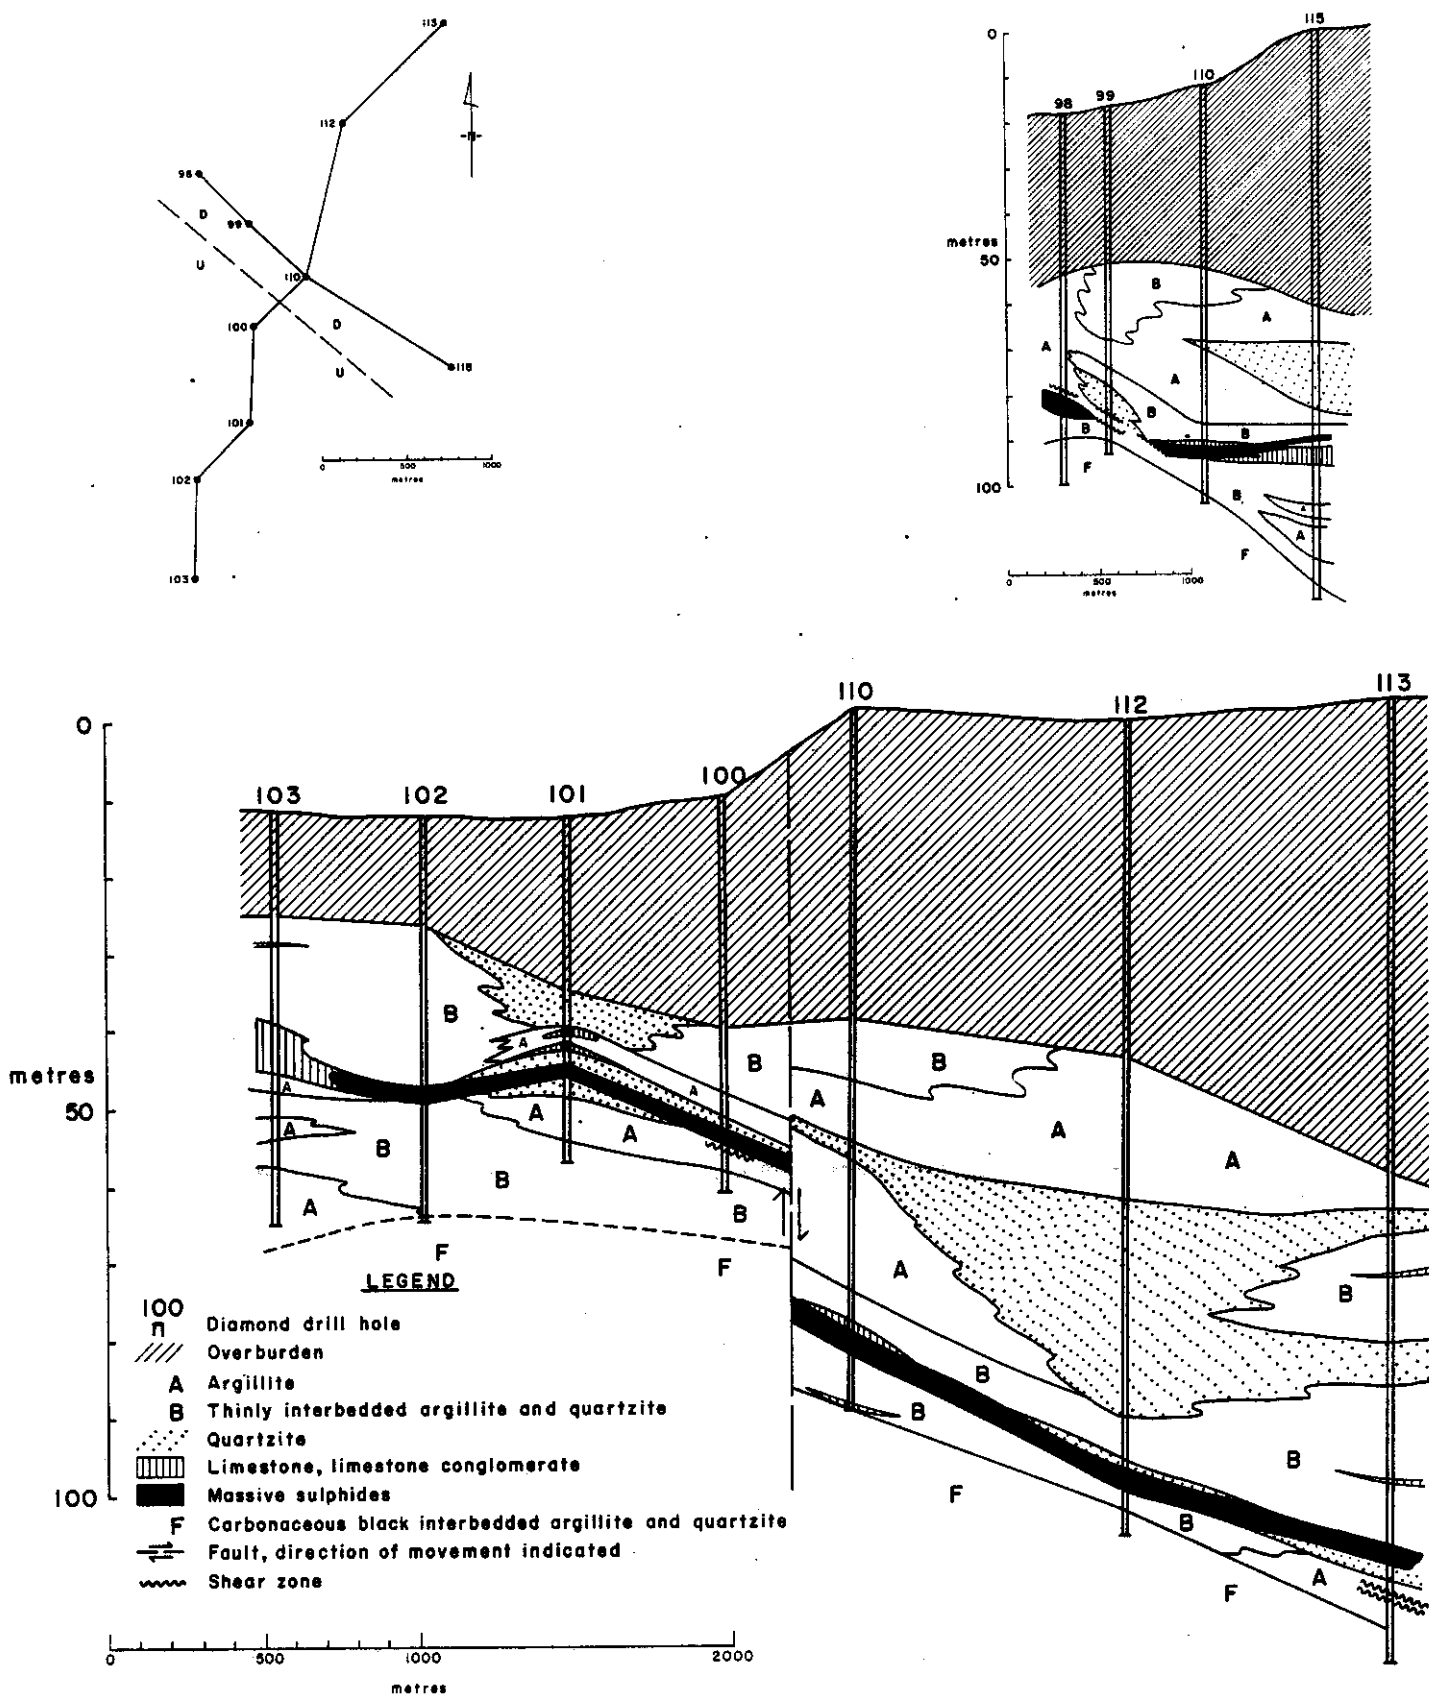 113
112
98
D
99
U
110
100
D
U
115
101
102
103
N
0 500 1000
metres
115
0
110
99
98
metres
50
B
A
A
A
B
B
B
F
100
B
A
A
F
0 500 1000
metres
113
110
112
0
100
103 102 101
B
B
B
A
A
metres
50
A
A
A
A
A
A
B
B
A
B
F
F
A
B
B
B
B
100
F
B
A
F
LEGEND
100
Diamond drill hole
Overburden
A Argillite
B Thinly interbedded argillite and quartzite
Quartzite
Limestone, limestone conglomerate
Massive sulphides
F Carbonaceous black interbedded argillite and quartzite
Fault, direction of movement indicated
Shear zone
0 500 1000 2000
metres